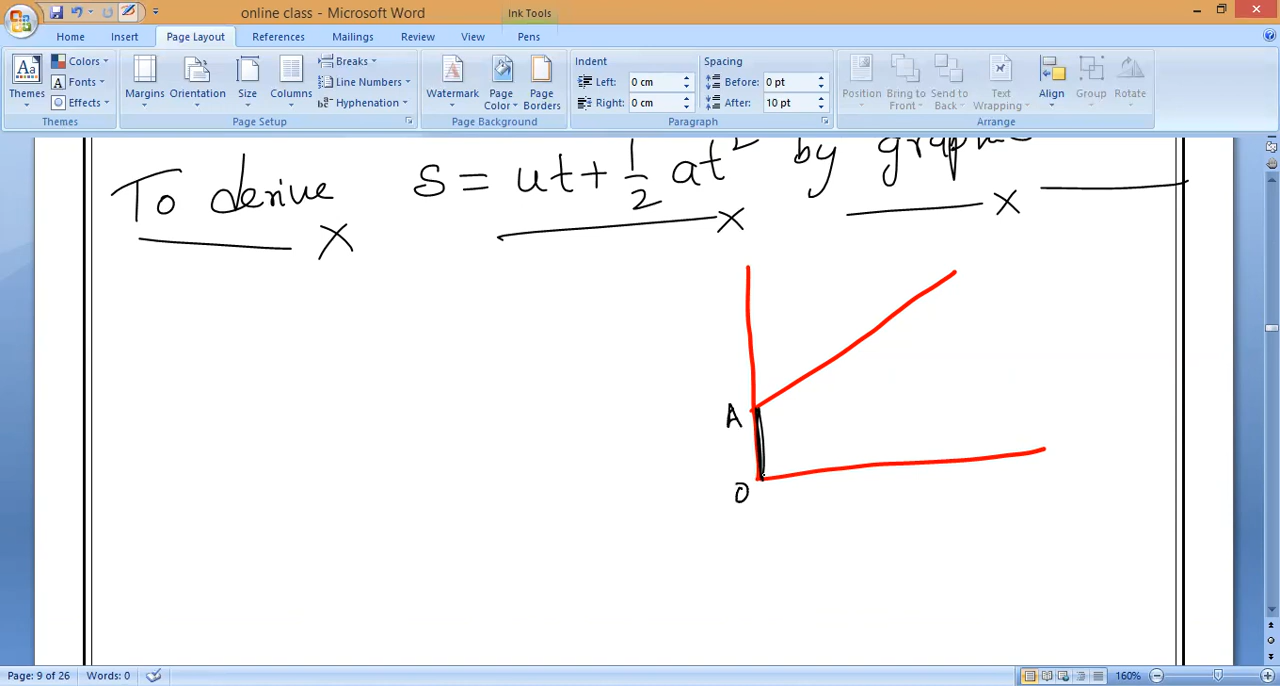 online class - Microsoft Word
Ink Tools
Home Insert Page Layout References Mailings Review View Pens
Themes
Colors
Fonts
Effects
Themes
Margins
Orientation
Size
Columns
Breaks
Line Numbers
Hyphenation
Page Setup
Watermark
Page Color
Page Borders
Page Background
Indent
Left: 0 cm
Right: 0 cm
Spacing
Before: 0 pt
After: 10 pt
Paragraph
Position
Bring to Front
Send to Back
Text Wrapping
Align
Group
Rotate
Arrange
To derive S = ut + 1/2 at² by
A
O
Page: 9 of 26 Words: 0 160%